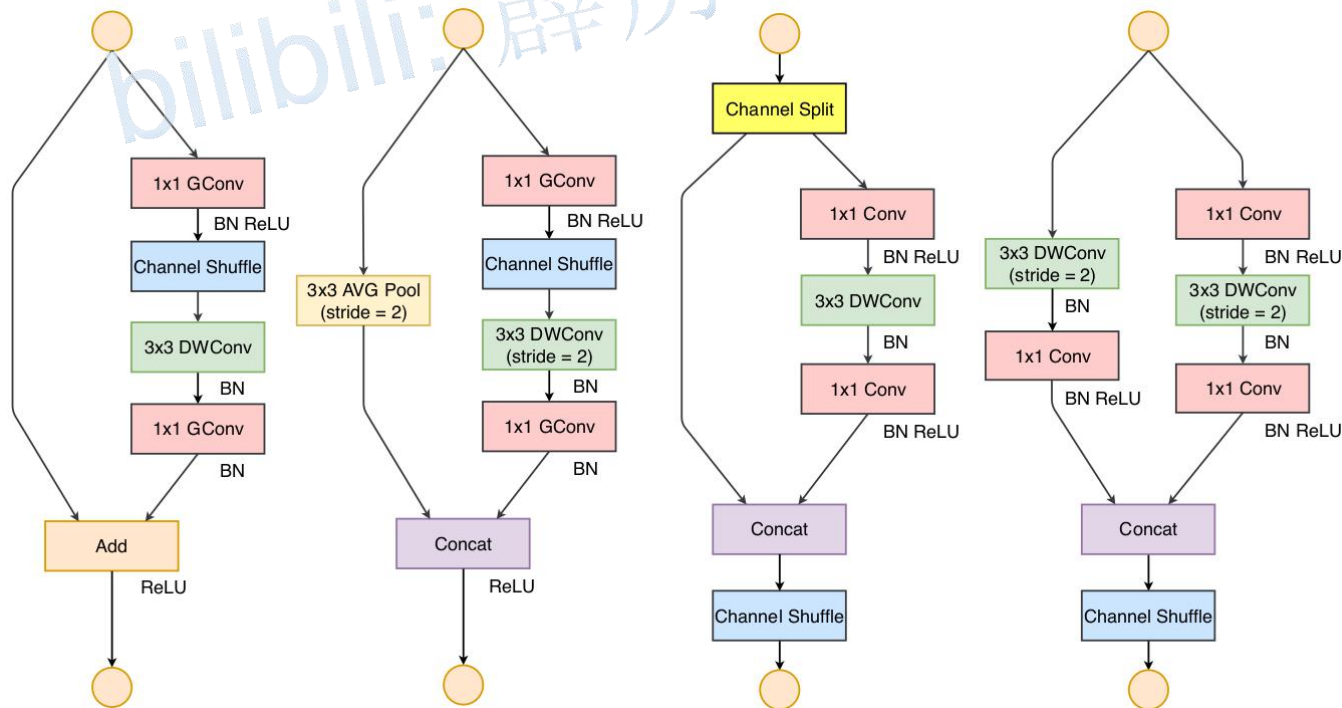 bilibili: 霹
1x1 GConv
BN ReLU
Channel Shuffle
3x3 DWConv
BN
1x1 GConv
BN
Add
ReLU
3x3 AVG Pool
(stride = 2)
1x1 GConv
BN ReLU
Channel Shuffle
3x3 DWConv
(stride = 2)
BN
1x1 GConv
BN
Concat
ReLU
Channel Split
1x1 Conv
BN ReLU
3x3 DWConv
BN
1x1 Conv
BN ReLU
Concat
Channel Shuffle
3x3 DWConv
(stride = 2)
BN
1x1 Conv
BN ReLU
1x1 Conv
BN ReLU
3x3 DWConv
(stride = 2)
BN
1x1 Conv
BN ReLU
Concat
Channel Shuffle